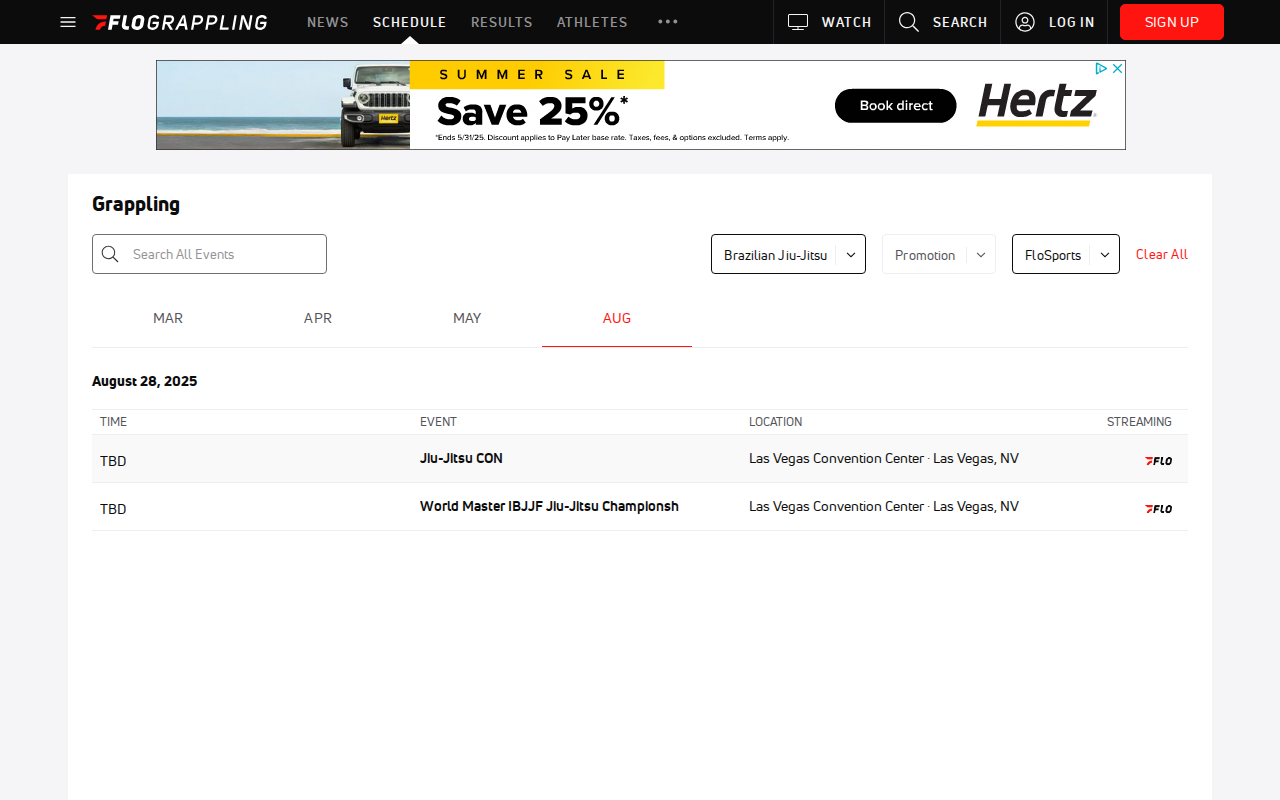 FLOGRAPPLING
NEWS
SCHEDULE
RESULTS
ATHLETES
WATCH
SEARCH
LOG IN
SIGN UP
SUMMER SALE
Save 25%*
*Ends 5/31/25. Discount applies to Pay Later base rate. Taxes, fees, & options excluded. Terms apply.
Hertz
Book direct
Hertz
Grappling
Search All Events
Brazilian Jiu-Jitsu
Promotion
FloSports
Clear All
MAR
APR
MAY
AUG
August 28, 2025
TIME EVENT LOCATION STREAMING
TBD Jiu-Jitsu CON Las Vegas Convention Center · Las Vegas, NV FLO
TBD World Master IBJJF Jiu-Jitsu Championsh Las Vegas Convention Center · Las Vegas, NV FLO